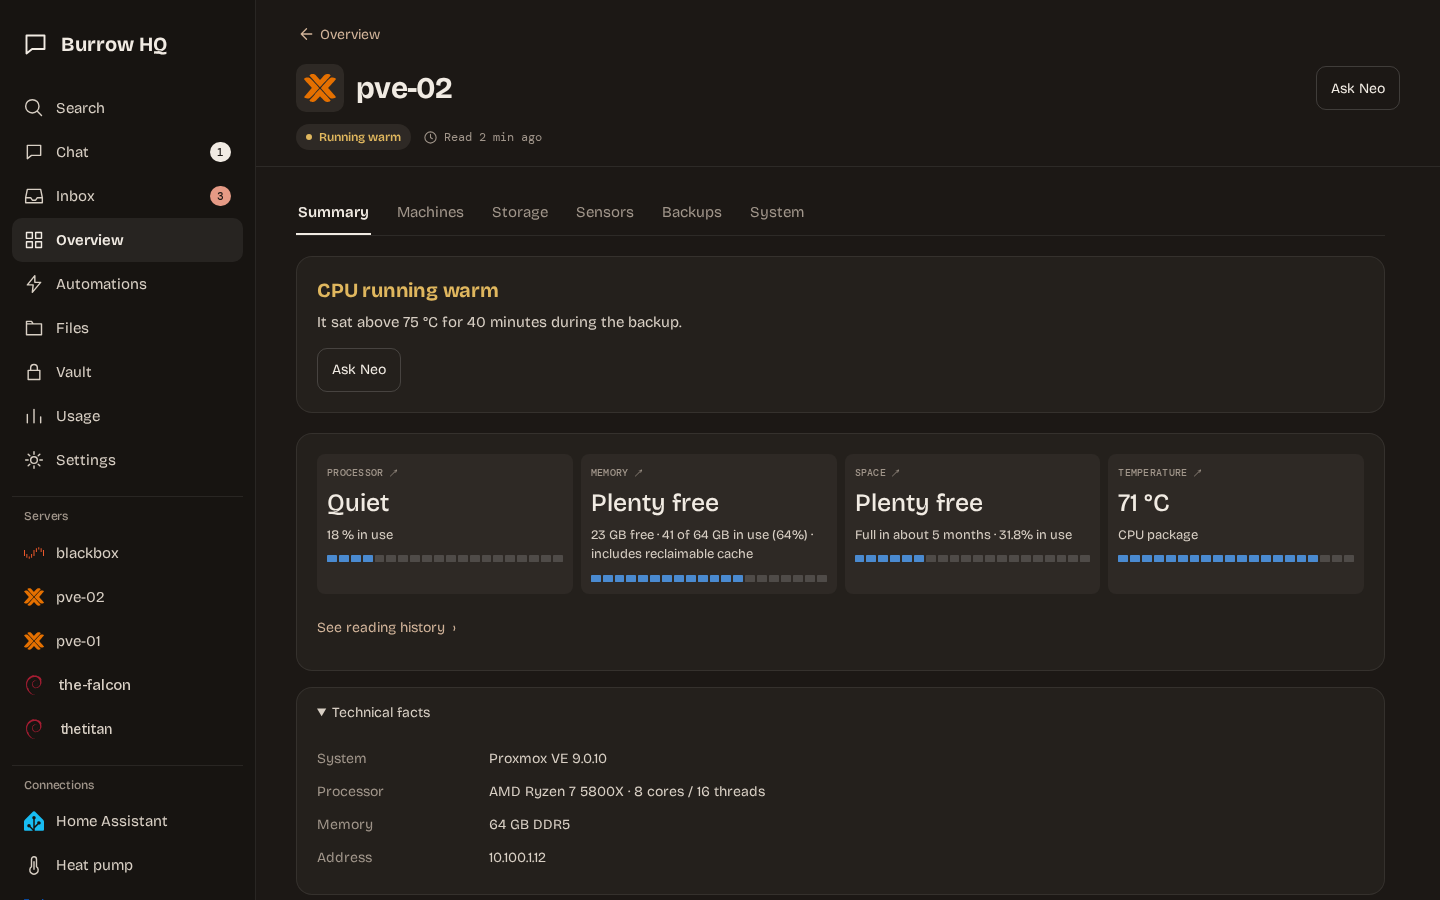 Burrow HQ
Search
Chat 1
Inbox 3
Overview
Automations
Files
Vault
Usage
Settings
Servers
blackbox
pve-02
pve-01
the-falcon
thetitan
Connections
Home Assistant
Heat pump
← Overview
pve-02
Ask Neo
Running warm
Read 2 min ago
Summary Machines Storage Sensors Backups System
CPU running warm
It sat above 75 °C for 40 minutes during the backup.
Ask Neo
PROCESSOR ↗
Quiet
18 % in use
MEMORY ↗
Plenty free
23 GB free · 41 of 64 GB in use (64%) ·
includes reclaimable cache
SPACE ↗
Plenty free
Full in about 5 months · 31.8% in use
TEMPERATURE ↗
71 °C
CPU package
See reading history ›
▼ Technical facts
System Proxmox VE 9.0.10
Processor AMD Ryzen 7 5800X · 8 cores / 16 threads
Memory 64 GB DDR5
Address 10.100.1.12